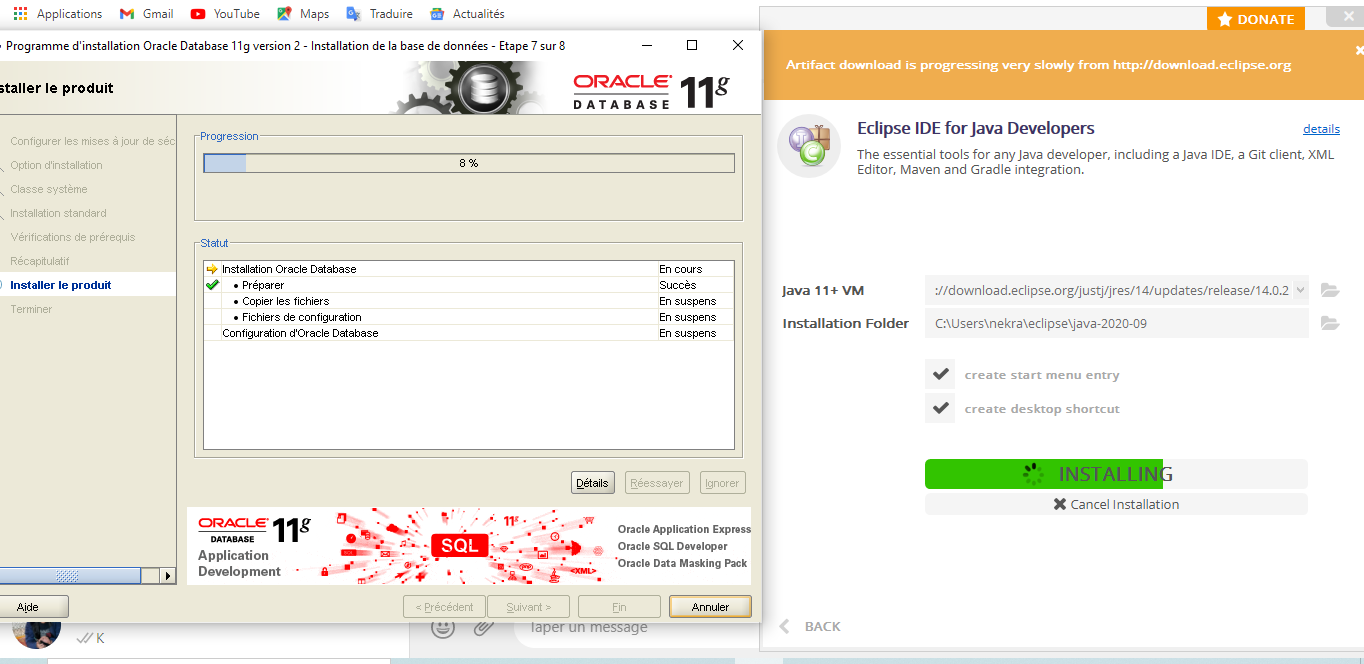 Applications
Gmail
YouTube
Maps
Traduire
Actualités
Programme d'installation Oracle Database 11g version 2 - Installation de la base de données - Etape 7 sur 8
staller le produit
ORACLE
DATABASE
11g
Configurer les mises à jour de séc
Option d'installation
Classe système
Installation standard
Vérifications de prérequis
Récapitulatif
Installer le produit
Terminer
Progression
8 %
Statut
Installation Oracle Database En cours
• Préparer Succès
• Copier les fichiers En suspens
• Fichiers de configuration En suspens
Configuration d'Oracle Database En suspens
Détails
Réessayer
Ignorer
ORACLE
DATABASE
11g
Application
Development
11g
SQL
<XML>
Oracle Application Express
Oracle SQL Developer
Oracle Data Masking Pack
Aide
< Précédent
Suivant >
Fin
Annuler
K
Taper un message
DONATE
Artifact download is progressing very slowly from http://download.eclipse.org
Eclipse IDE for Java Developers
details
The essential tools for any Java developer, including a Java IDE, a Git client, XML
Editor, Maven and Gradle integration.
Java 11+ VM
://download.eclipse.org/justj/jres/14/updates/release/14.0.2
Installation Folder
C:\Users\nekra\eclipse\java-2020-09
create start menu entry
create desktop shortcut
INSTALLING
Cancel Installation
BACK